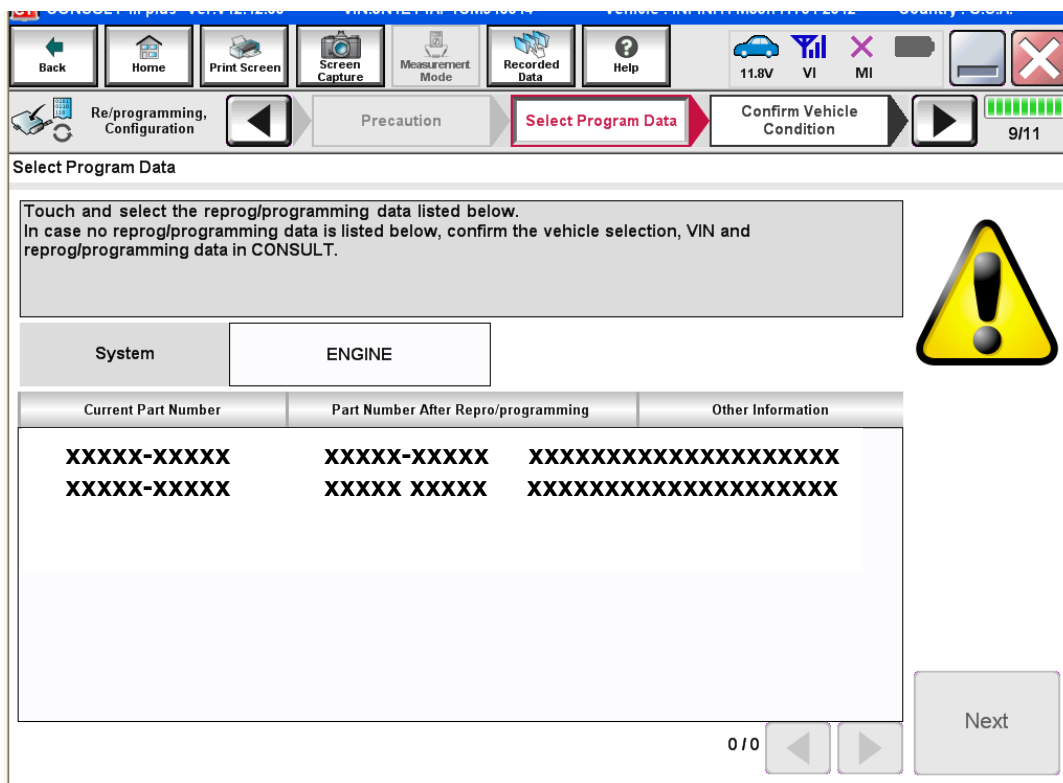 Back
Home
Print Screen
Screen
Capture
Measurement
Mode
Recorded
Data
Help
11.8V
VI
MI
Re/programming,
Configuration
Precaution
Select Program Data
Confirm Vehicle
Condition
9/11
Select Program Data
Touch and select the reprog/programming data listed below.
In case no reprog/programming data is listed below, confirm the vehicle selection, VIN and
reprog/programming data in CONSULT.
System
ENGINE
Current Part Number
Part Number After Repro/programming
Other Information
XXXXX-XXXXX XXXXX-XXXXX XXXXXXXXXXXXXXXXXXXX
XXXXX-XXXXX XXXXX XXXXX XXXXXXXXXXXXXXXXXXXX
0/0
Next